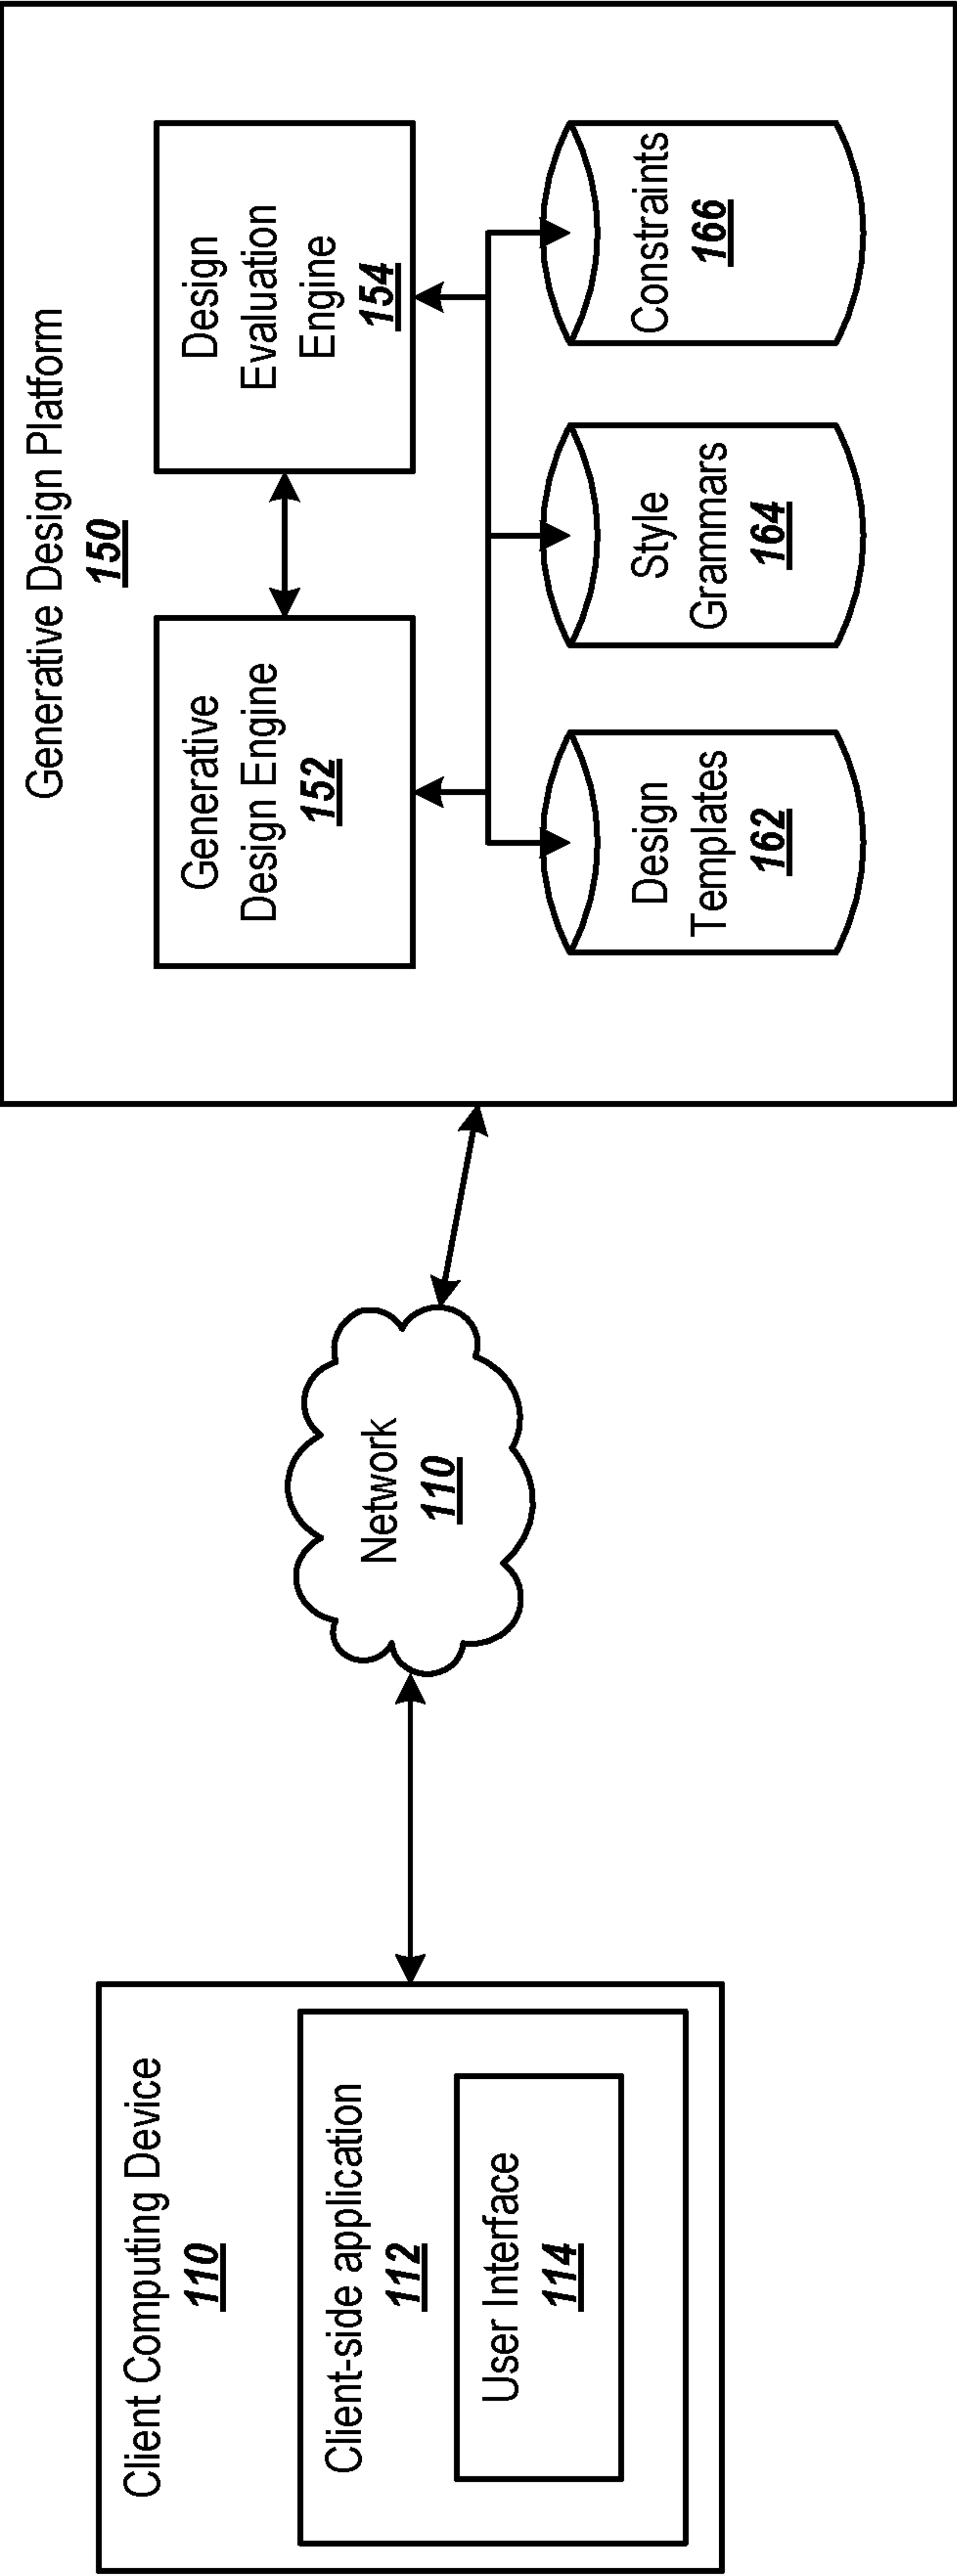 Client Computing Device
110
Client-side application
112
User Interface
114
Network
110
Generative Design Platform
150
Generative
Design Engine
152
Design
Evaluation
Engine
154
Design
Templates
162
Style
Grammars
164
Constraints
166